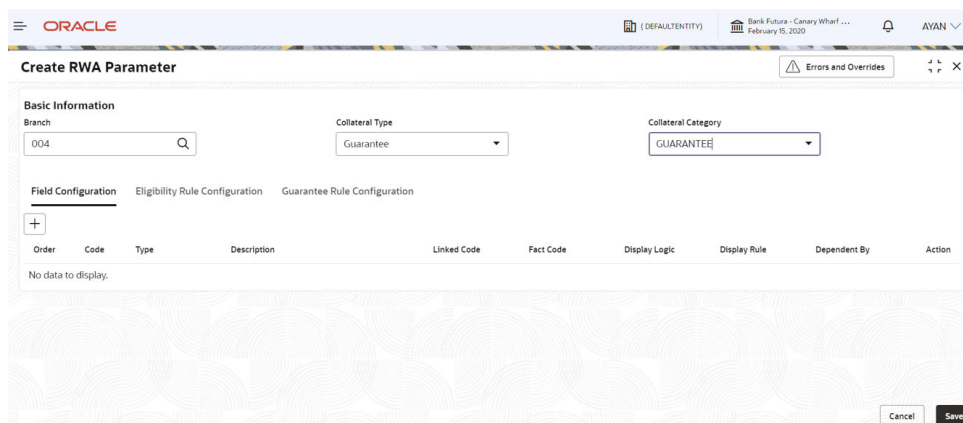 ORACLE
( DEFAULTENTITY)
Bank Futura - Canary Wharf ...
February 15, 2020
AYAN
Create RWA Parameter
Errors and Overrides
Basic Information
Branch
Collateral Type
Collateral Category
004
Guarantee
GUARANTEE
Field Configuration
Eligibility Rule Configuration
Guarantee Rule Configuration
Order
Code
Type
Description
Linked Code
Fact Code
Display Logic
Display Rule
Dependent By
Action
No data to display.
Cancel
Save